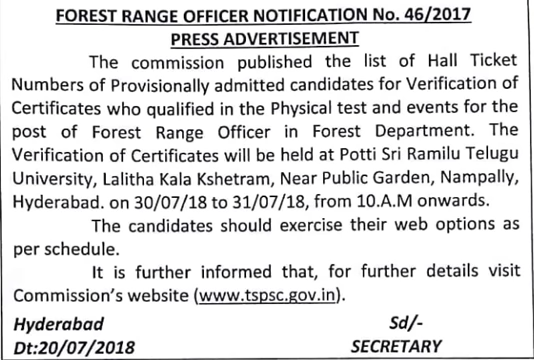 FOREST RANGE OFFICER NOTIFICATION No. 46/2017
PRESS ADVERTISEMENT
The commission published the list of Hall Ticket
Numbers of Provisionally admitted candidates for Verification of
Certificates who qualified in the Physical test and events for the
post of Forest Range Officer in Forest Department. The
Verification of Certificates will be held at Potti Sri Ramilu Telugu
University, Lalitha Kala Kshetram, Near Public Garden, Nampally,
Hyderabad. on 30/07/18 to 31/07/18, from 10.A.M onwards.
The candidates should exercise their web options as
per schedule.
It is further informed that, for further details visit
Commission's website (www.tspsc.gov.in).
Hyderabad Sd/-
Dt:20/07/2018 SECRETARY